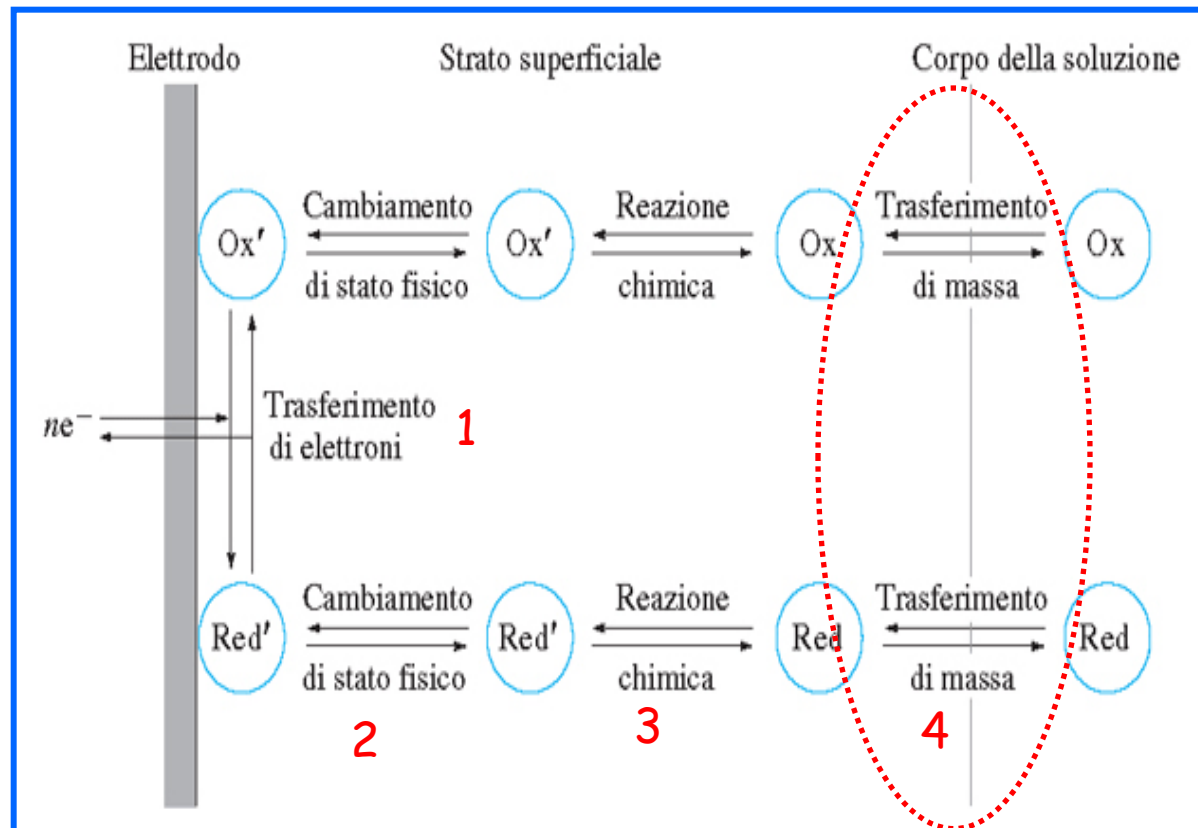 Elettrodo Strato superficiale Corpo della soluzione
Cambiamento Reazione Trasferimento
Ox′ Ox′ Ox Ox
di stato fisico chimica di massa
Trasferimento 1
ne⁻
di elettroni
Cambiamento Reazione Trasferimento
Red′ Red′ Red Red
di stato fisico chimica di massa
2 3 4